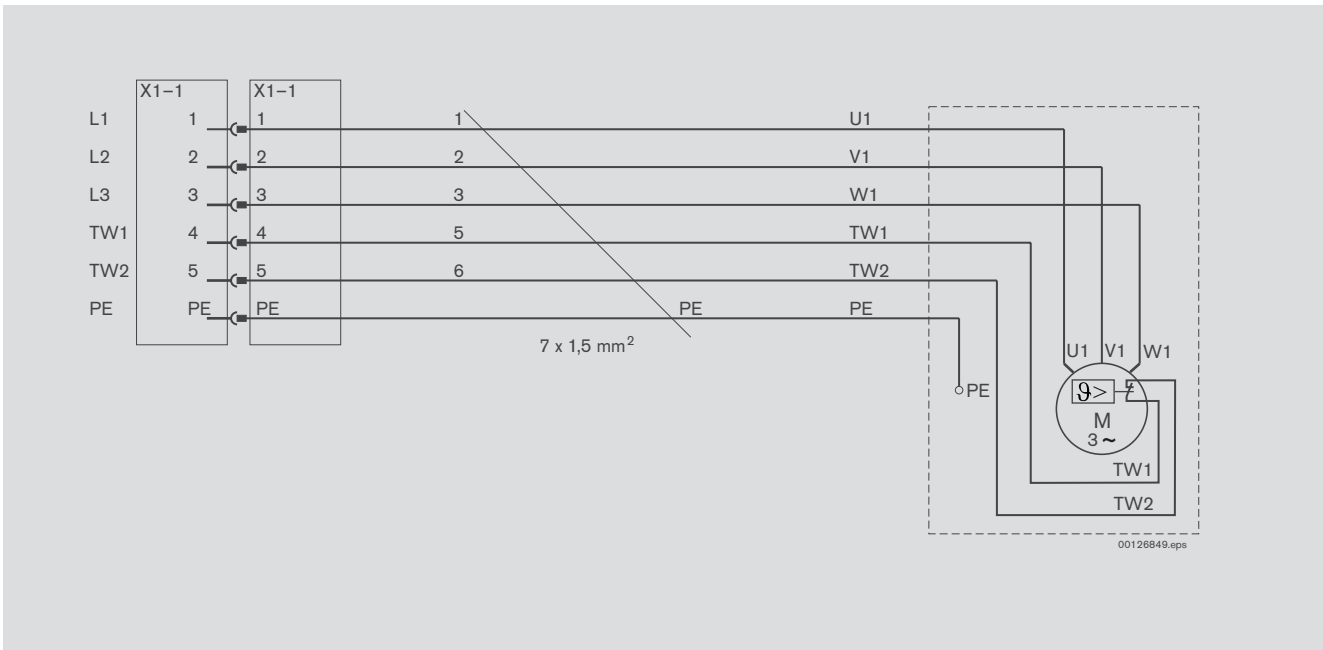 X1–1 X1–1
L1 1 1 1 U1
L2 2 2 2 V1
L3 3 3 3 W1
TW1 4 4 5 TW1
TW2 5 5 6 TW2
PE PE PE PE PE
7 x 1,5 mm²
U1 V1 W1
PE
ϑ>
M
3 ~
TW1
TW2
00126849.eps